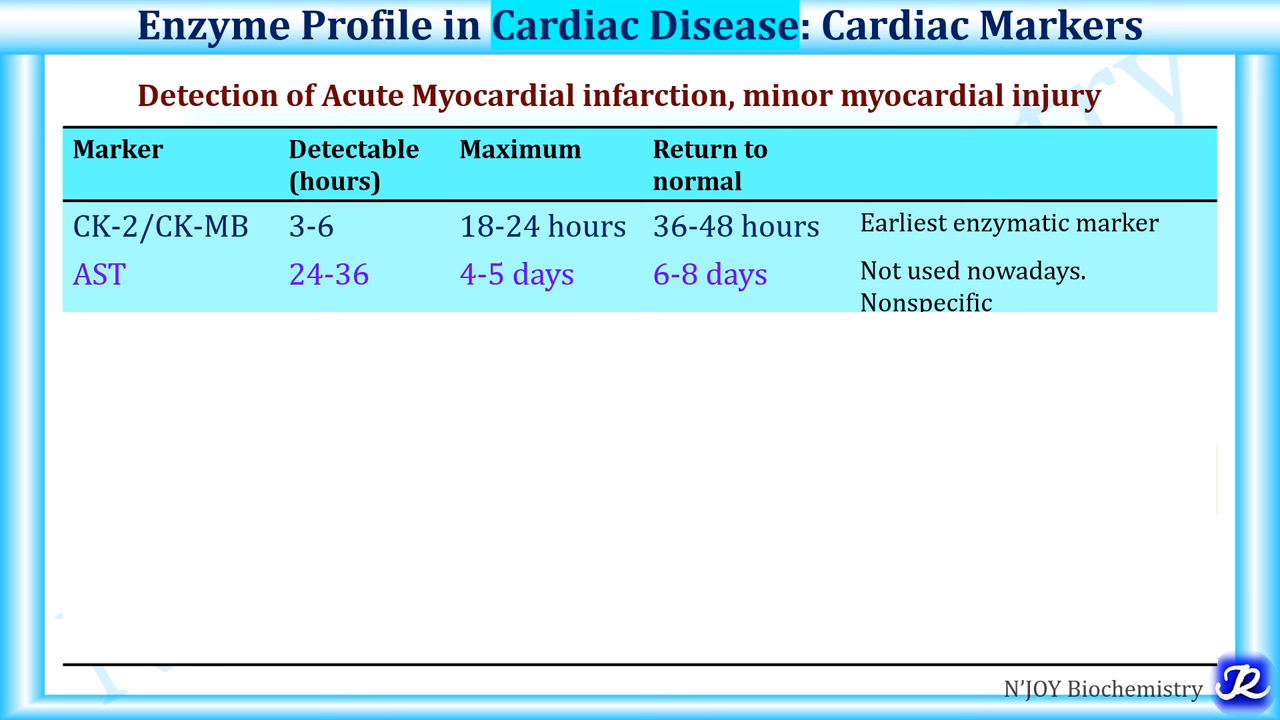 Enzyme Profile in Cardiac Disease: Cardiac Markers
Detection of Acute Myocardial infarction, minor myocardial injury
Marker Detectable (hours) Maximum Return to normal
CK-2/CK-MB 3-6 18-24 hours 36-48 hours Earliest enzymatic marker
AST 24-36 4-5 days 6-8 days Not used nowadays.
Nonspecific
N'JOY Biochemistry